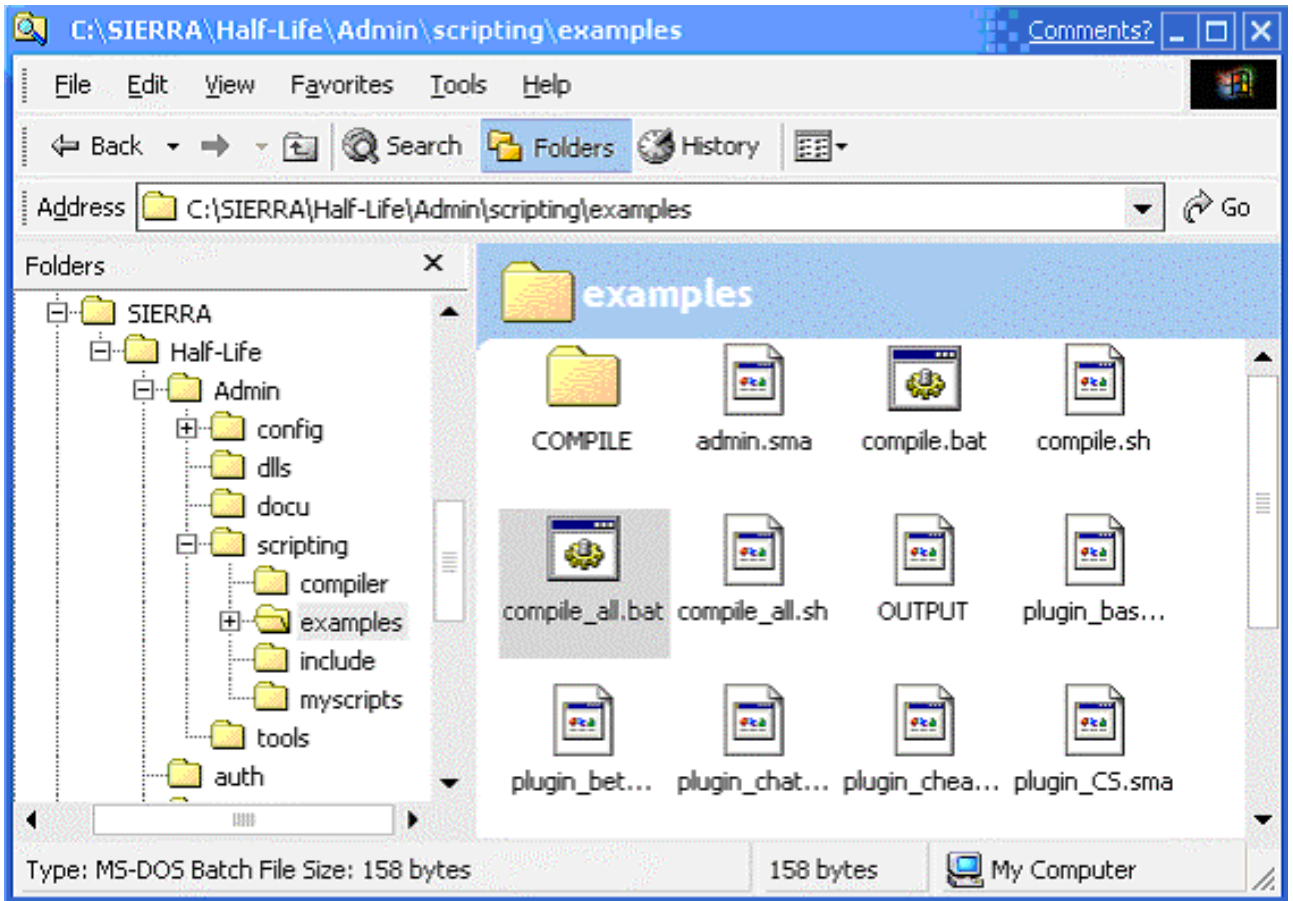 C:\SIERRA\Half-Life\Admin\scripting\examples Comments?
File Edit View Favorites Tools Help
Back Search Folders History
Address C:\SIERRA\Half-Life\Admin\scripting\examples Go
Folders
SIERRA
Half-Life
Admin
config
dlls
docu
scripting
compiler
examples
include
myscripts
tools
auth
examples
COMPILE admin.sma compile.bat compile.sh
compile_all.bat compile_all.sh OUTPUT plugin_bas...
plugin_bet... plugin_chat... plugin_chea... plugin_CS.sma
Type: MS-DOS Batch File Size: 158 bytes 158 bytes My Computer